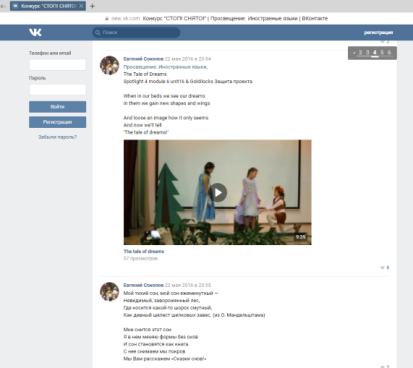 Конкурс "СТОП! СНЯТО!"
new.vk.com Конкурс "СТОП! СНЯТО!" | Просвещение. Иностранные языки | ВКонтакте
Поиск
регистрация
Телефон или email
Пароль
Войти
Регистрация
Забыли пароль?
2 3 4 5 6
Евгений Соколов 22 мая 2016 в 23:54
Просвещение. Иностранные языки,
The Tale of Dreams
Spotlight 4 module 6 unit16 & Goldilocks Защита проекта
When in our beds we see our dreams
In them we gain new shapes and wings
And loose an image how it only seems
And now we'll tell
"The tale of dreams"
9:35
The tale of dreams
57 просмотров
8
Евгений Соколов 22 мая 2016 в 23:55
Мой тихий сон, мой сон ежеминутный —
Невидимый, завороженный лес,
Где носится какой-то шорох смутный,
Как дивный шелест шелковых завес. (из О. Мандельштама)
Мне снится этот сон
Я в нем меняю формы без оков
И сон становится как книга
С нее снимаем мы покров
Мы Вам расскажем «Сказки снов!»
7